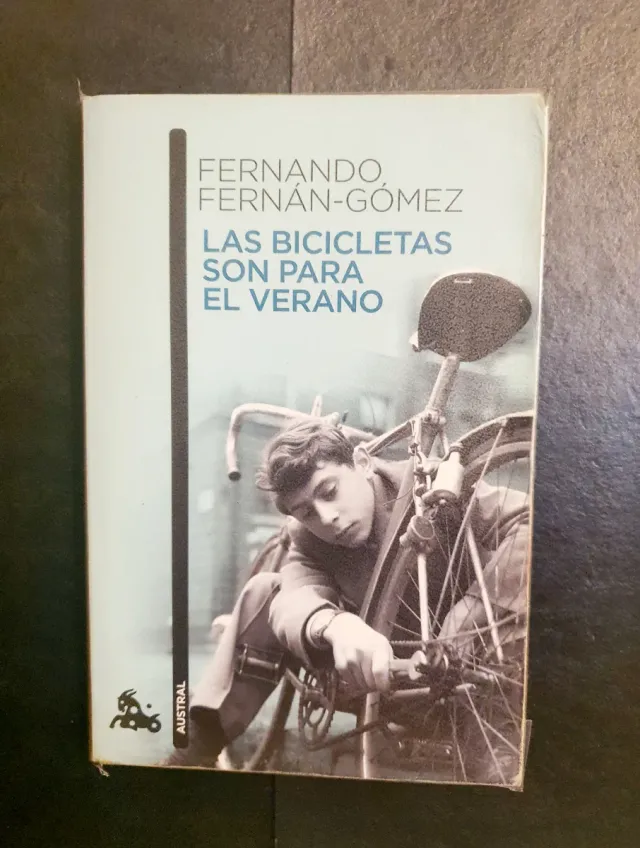 FERNANDO
FERNÁN-GÓMEZ
LAS BICICLETAS
SON PARA
EL VERANO
AUSTRAL